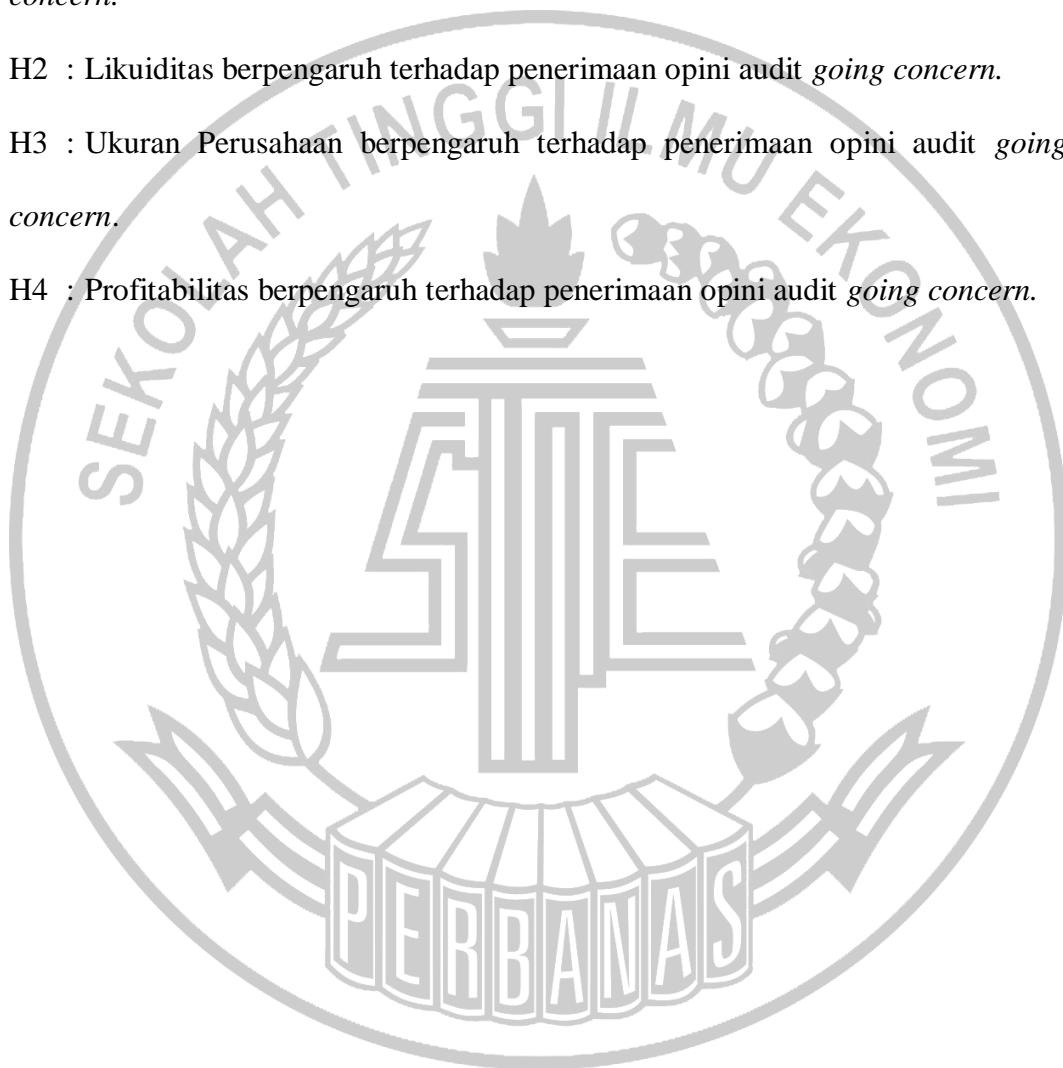 concern.
H2 : Likuiditas berpengaruh terhadap penerimaan opini audit going concern.
H3 : Ukuran Perusahaan berpengaruh terhadap penerimaan opini audit going
concern.
H4 : Profitabilitas berpengaruh terhadap penerimaan opini audit going concern.
SEKOLAH TINGGI ILMU EKONOMI
STIE
PERBANAS